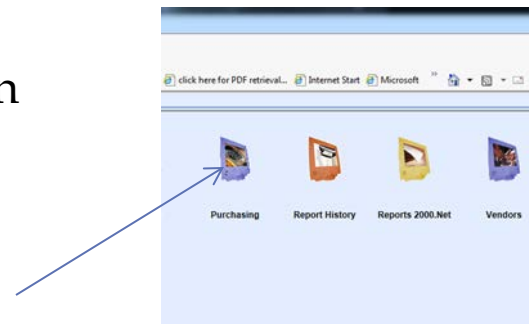 n
click here for PDF retrieval... Internet Start Microsoft "
Purchasing Report History Reports 2000.Net Vendors